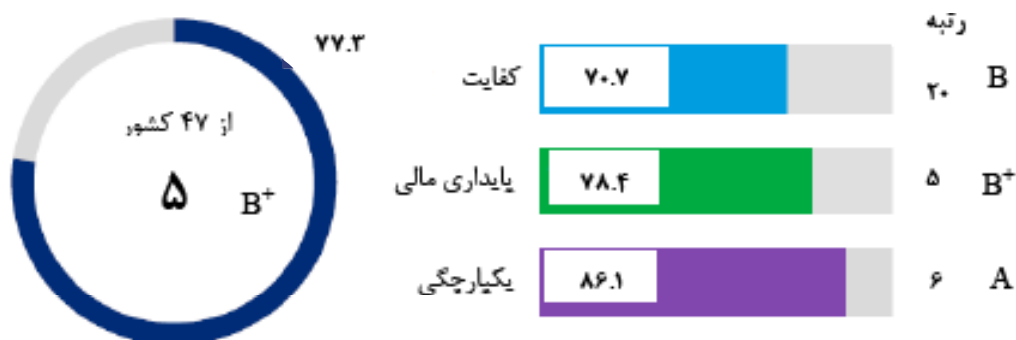 ۷۷.۳
از ۴۷ کشور
۵ B+
رتبه
کفایت ۷۰.۷ ۲۰ B
پایداری مالی ۷۸.۴ ۵ B+
یکپارچگی ۸۶.۱ ۶ A